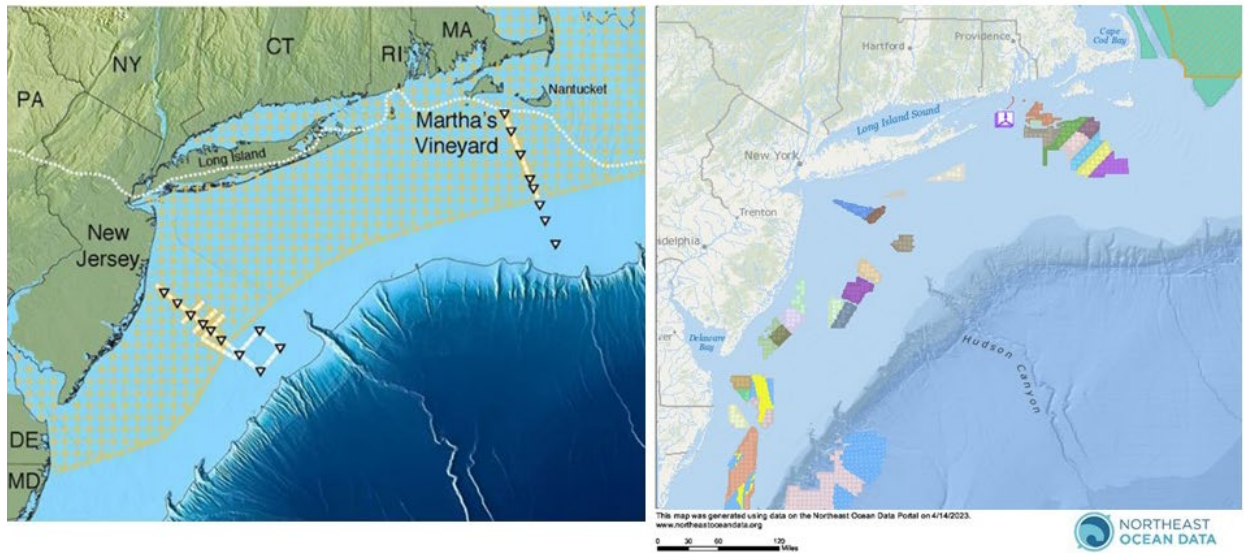 NY
CT
RI
MA
PA
Nantucket
Martha's
Vineyard
Long Island
New
Jersey
DE
MD
Cape
Cod Bay
Providence
Hartford
Long Island Sound
New York
Trenton
adelphia
ver
Delaware
Bay
Hudson Canyon
This map was generated using data on the Northeast Ocean Data Portal on 4/14/2023.
www.northeastoceandata.org
0 30 60 120
Miles
NORTHEAST
OCEAN DATA